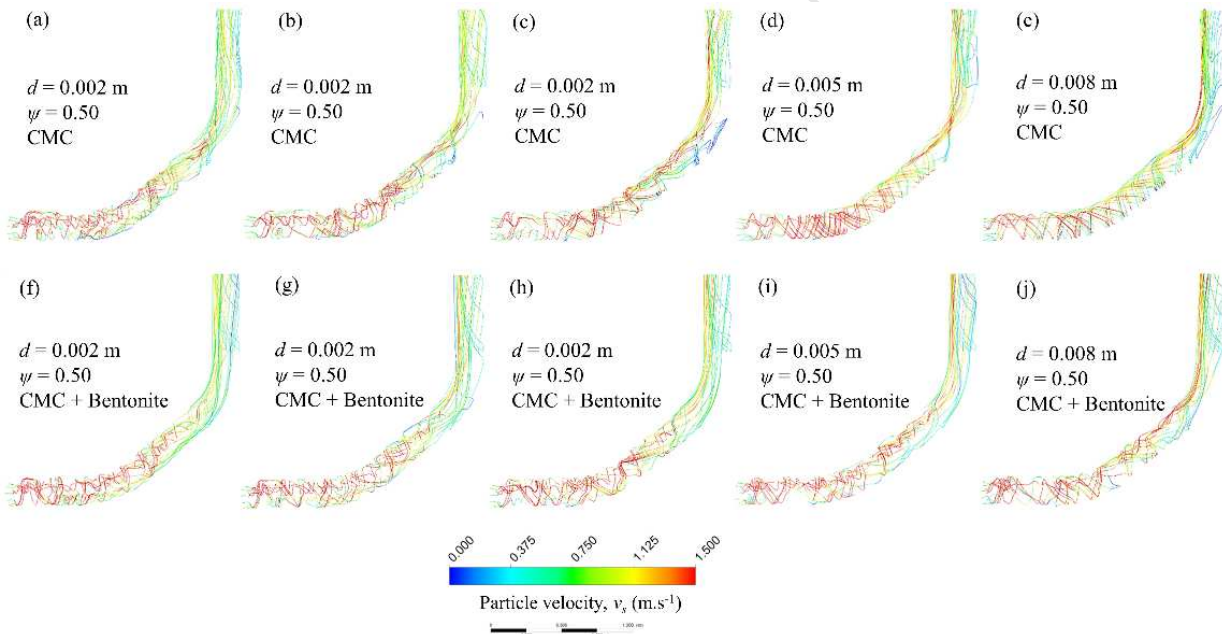 (a)
d = 0.002 m
ψ = 0.50
CMC
(b)
d = 0.002 m
ψ = 0.50
CMC
(c)
d = 0.002 m
ψ = 0.50
CMC
(d)
d = 0.005 m
ψ = 0.50
CMC
(e)
d = 0.008 m
ψ = 0.50
CMC
(f)
d = 0.002 m
ψ = 0.50
CMC + Bentonite
(g)
d = 0.002 m
ψ = 0.50
CMC + Bentonite
(h)
d = 0.002 m
ψ = 0.50
CMC + Bentonite
(i)
d = 0.005 m
ψ = 0.50
CMC + Bentonite
(j)
d = 0.008 m
ψ = 0.50
CMC + Bentonite
0.000 0.375 0.750 1.125 1.500
Particle velocity, vₛ (m.s⁻¹)